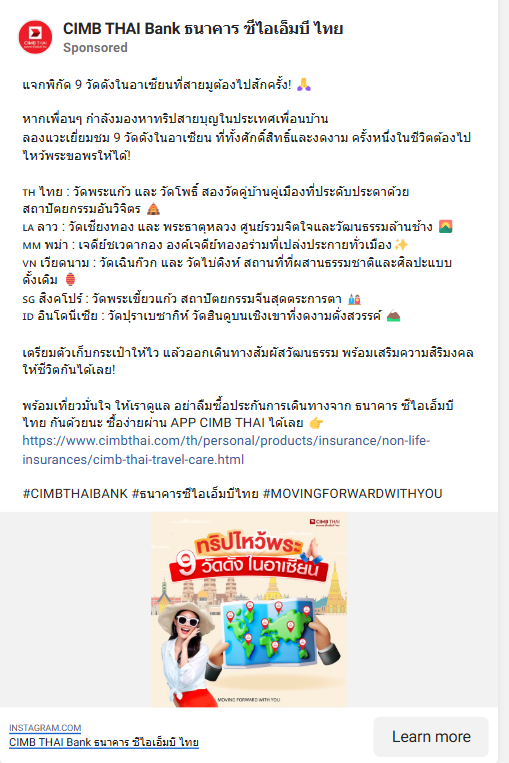 CIMB THAI
CIMB THAI Bank ธนาคาร ซีไอเอ็มบี ไทย
Sponsored
แจกพิกัด 9 วัดดังในอาเซียนที่สายมูต้องไปสักครั้ง! 🙏
หากเพื่อนๆ กำลังมองหาทริปสายบุญในประเทศเพื่อนบ้าน
ลองแวะเยี่ยมชม 9 วัดดังในอาเซียน ที่ทั้งศักดิ์สิทธิ์และงดงาม ครั้งหนึ่งในชีวิตต้องไป
ไหว้พระขอพรให้ได้!
TH ไทย : วัดพระแก้ว และ วัดโพธิ์ สองวัดคู่บ้านคู่เมืองที่ประดับประดาด้วย
สถาปัตยกรรมอันวิจิตร 🛕
LA ลาว : วัดเชียงทอง และ พระธาตุหลวง ศูนย์รวมจิตใจและวัฒนธรรมล้านช้าง 🌄
MM พม่า : เจดีย์ชเวดากอง องค์เจดีย์ทองอร่ามที่เปล่งประกายทั่วเมือง ✨
VN เวียดนาม : วัดเฉินก๊วก และ วัดไบ่ดิงห์ สถานที่ที่ผสานธรรมชาติและศิลปะแบบ
ดั้งเดิม 🏮
SG สิงคโปร์ : วัดพระเขี้ยวแก้ว สถาปัตยกรรมจีนสุดตระการตา 🎎
ID อินโดนีเซีย : วัดปุราเบซากิห์ วัดฮินดูบนเชิงเขาที่งดงามดั่งสวรรค์ ⛰️
เตรียมตัวเก็บกระเป๋าให้ไว แล้วออกเดินทางสัมผัสวัฒนธรรม พร้อมเสริมความสิริมงคล
ให้ชีวิตกันได้เลย!
พร้อมเที่ยวมั่นใจ ให้เราดูแล อย่าลืมซื้อประกันการเดินทางจาก ธนาคาร ซีไอเอ็มบี
ไทย กันด้วยนะ ซื้อง่ายผ่าน APP CIMB THAI ได้เลย 👉
https://www.cimbthai.com/th/personal/products/insurance/non-life-
insurances/cimb-thai-travel-care.html
#CIMBTHAIBANK #ธนาคารซีไอเอ็มบีไทย #MOVINGFORWARDWITHYOU
CIMB THAI
ทริปไหว้พระ
9 วัดดัง ในอาเซียน
MOVING FORWARD WITH YOU
INSTAGRAM.COM
CIMB THAI Bank ธนาคาร ซีไอเอ็มบี ไทย
Learn more